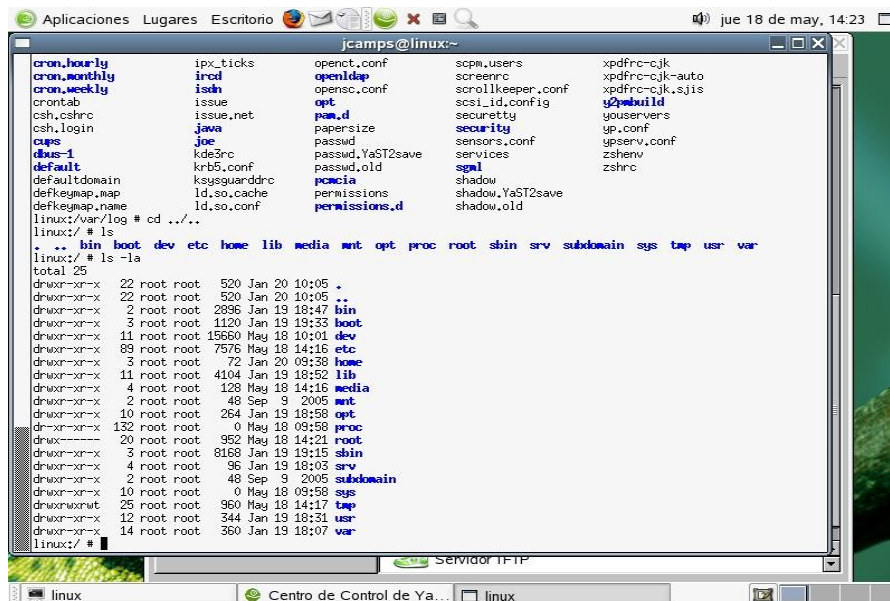 Aplicaciones Lugares Escritorio jue 18 de may, 14:23
jcamps@linux:~
cron.hourly ipx_ticks openct.conf scpm.users xpdfrc-cjk
cron.monthly ircd openldap screenrc xpdfrc-cjk-auto
cron.weekly isdn opensc.conf scrollkeeper.conf xpdfrc-cjk.sjis
crontab issue opt scsi_id.config y2pmbuild
csh.cshrc issue.net pam.d securetty youservers
csh.login java papersize security yp.conf
cups joe passwd sensors.conf ypserv.conf
dbus-1 kde3rc passwd.YaST2save services zshenv
default krb5.conf passwd.old sgml zshrc
defaultdomain ksysguarddrc pcmcia shadow
defkeymap.map ld.so.cache permissions shadow.YaST2save
defkeymap.name ld.so.conf permissions.d shadow.old
linux:/var/log # cd ../..
linux:/ # ls
. .. bin boot dev etc home lib media mnt opt proc root sbin srv subdomain sys tmp usr var
linux:/ # ls -la
total 25
drwxr-xr-x 22 root root 520 Jan 20 10:05 .
drwxr-xr-x 22 root root 520 Jan 20 10:05 ..
drwxr-xr-x 2 root root 2896 Jan 19 18:47 bin
drwxr-xr-x 3 root root 1120 Jan 19 19:33 boot
drwxr-xr-x 11 root root 15660 May 18 10:01 dev
drwxr-xr-x 89 root root 7576 May 18 14:16 etc
drwxr-xr-x 3 root root 72 Jan 20 09:38 home
drwxr-xr-x 11 root root 4104 Jan 19 18:52 lib
drwxr-xr-x 4 root root 128 May 18 14:16 media
drwxr-xr-x 2 root root 48 Sep 9 2005 mnt
drwxr-xr-x 10 root root 264 Jan 19 18:58 opt
dr-xr-xr-x 132 root root 0 May 18 09:58 proc
drwx------ 20 root root 952 May 18 14:21 root
drwxr-xr-x 3 root root 8168 Jan 19 19:15 sbin
drwxr-xr-x 4 root root 96 Jan 19 18:03 srv
drwxr-xr-x 2 root root 48 Sep 9 2005 subdomain
drwxr-xr-x 10 root root 0 May 18 09:58 sys
drwxrwxrwt 25 root root 960 May 18 14:17 tmp
drwxr-xr-x 12 root root 344 Jan 19 18:31 usr
drwxr-xr-x 14 root root 360 Jan 19 18:07 var
linux:/ #
Servidor TFTP
linux Centro de Control de Ya... linux